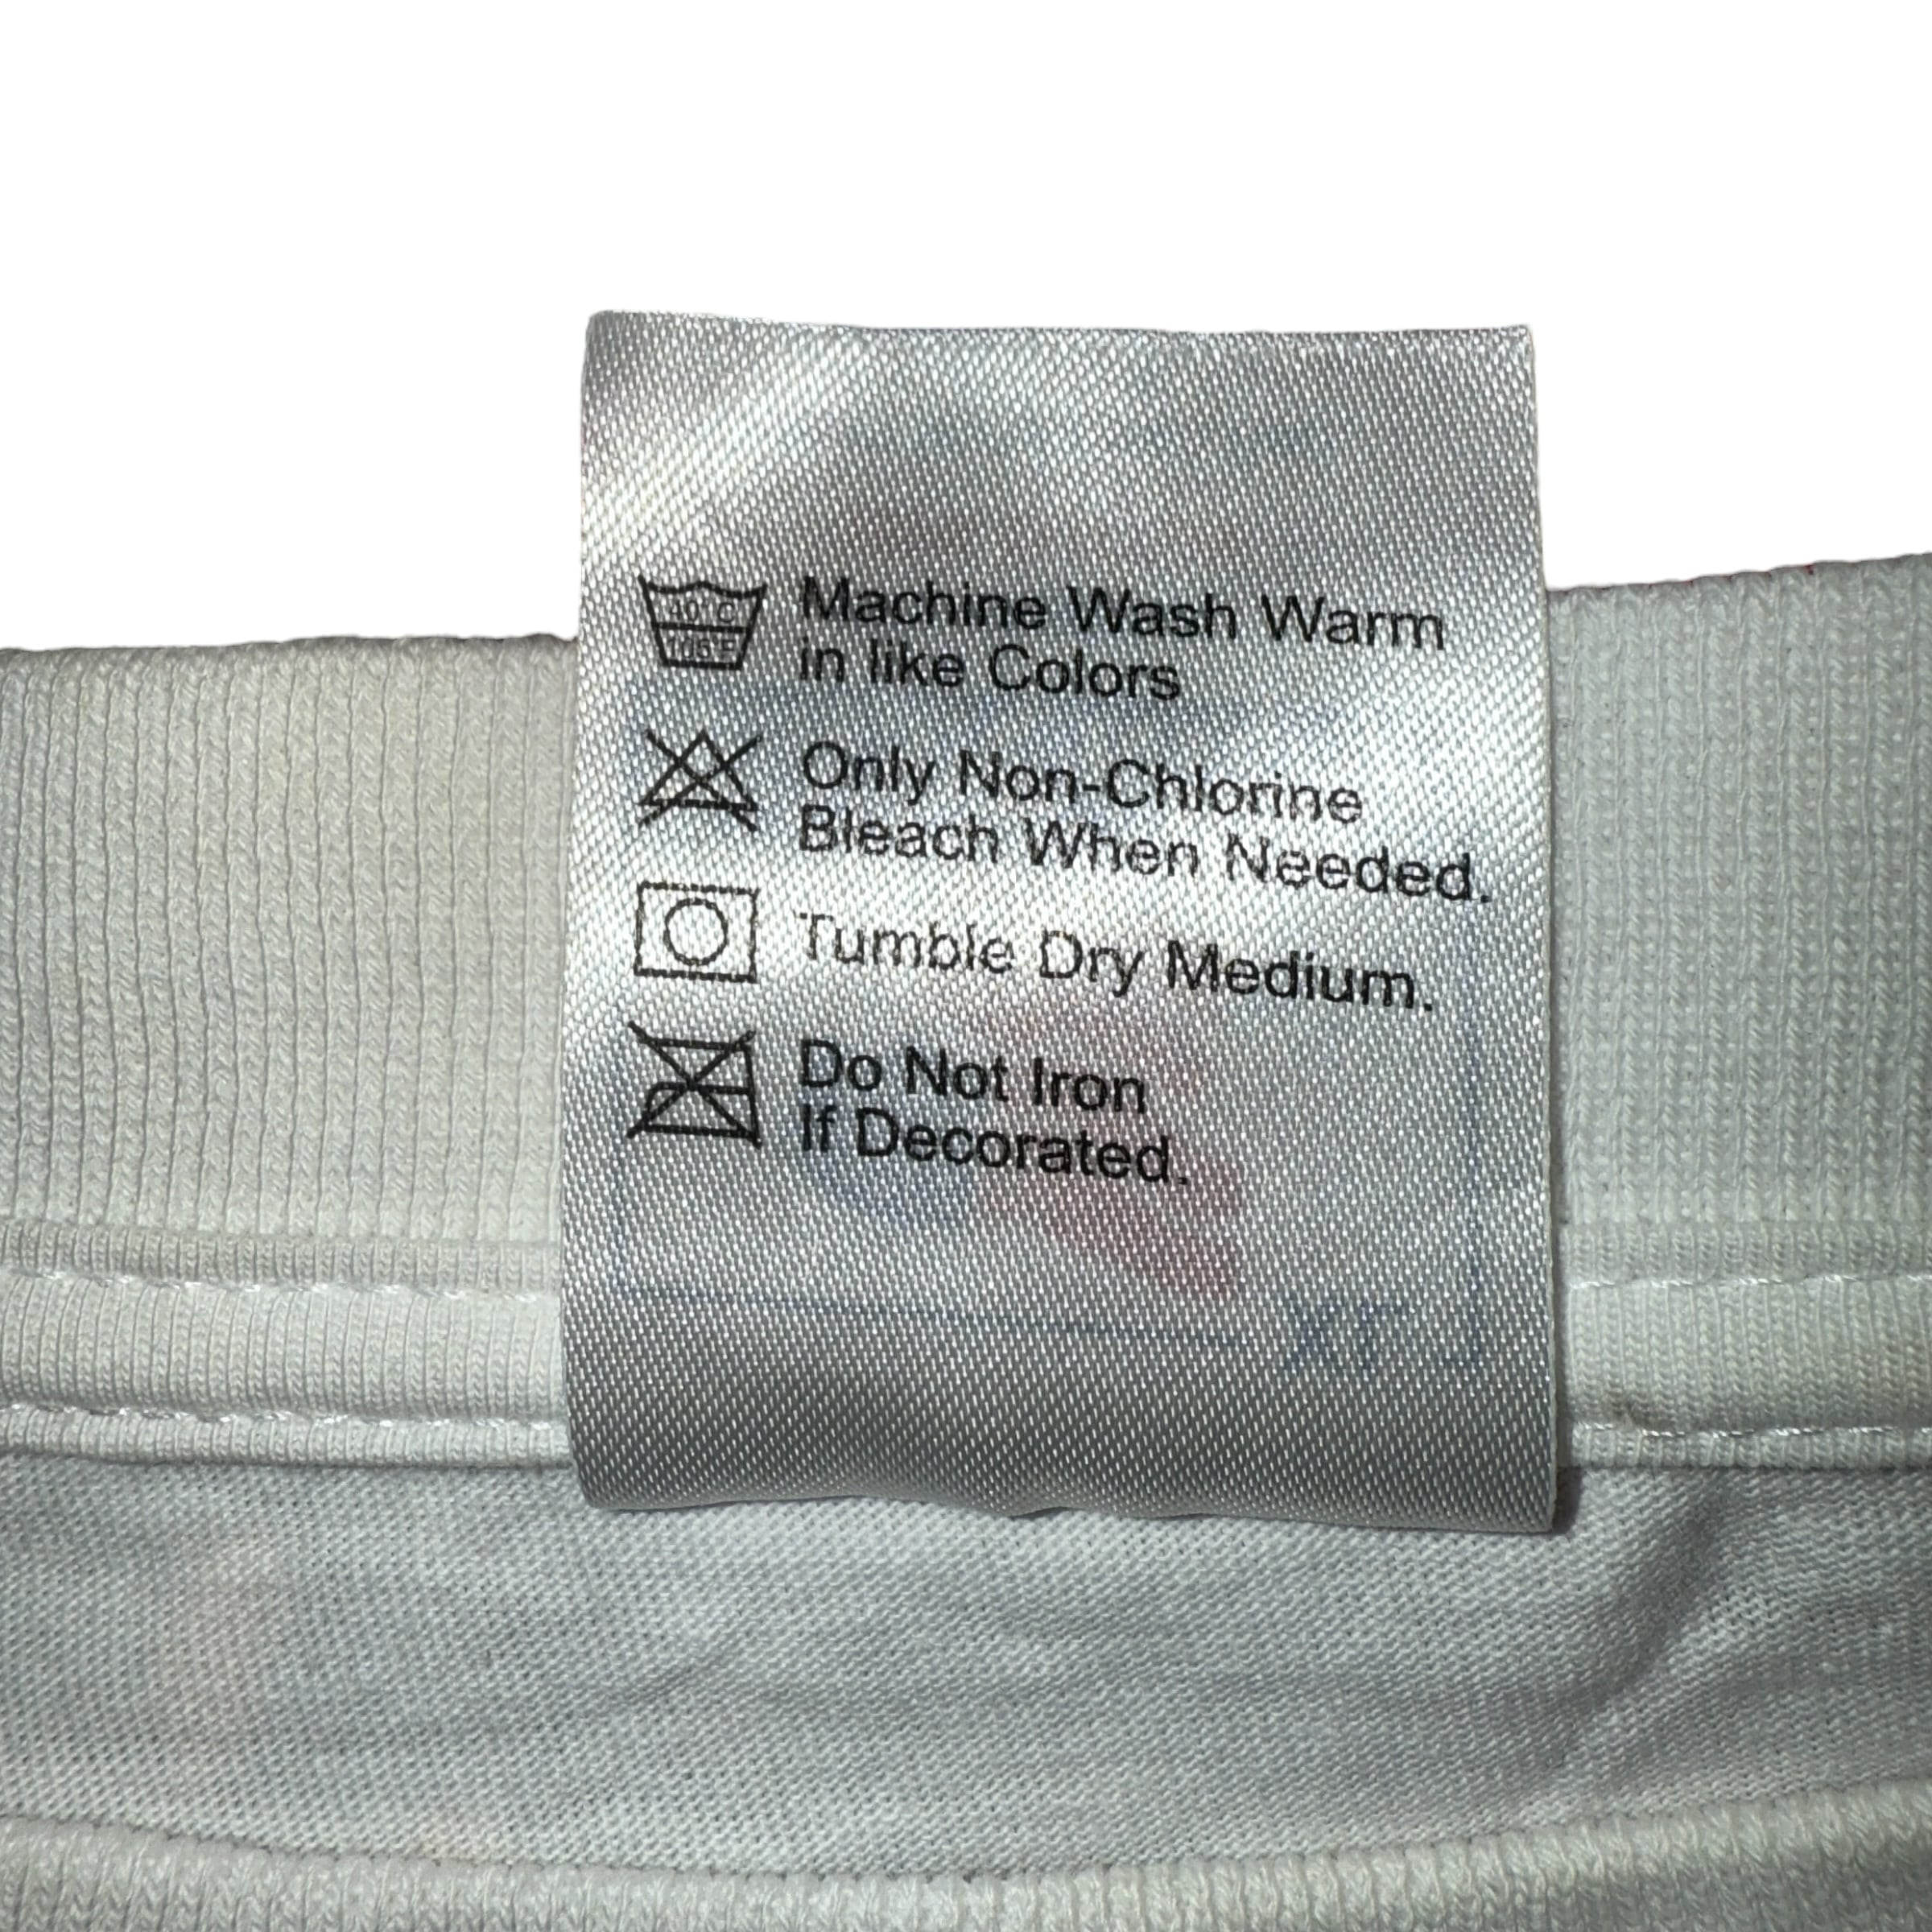 40°C
105°F
Machine Wash Warm
in like Colors
Only Non-Chlorine
Bleach When Needed.
Tumble Dry Medium.
Do Not Iron
If Decorated.